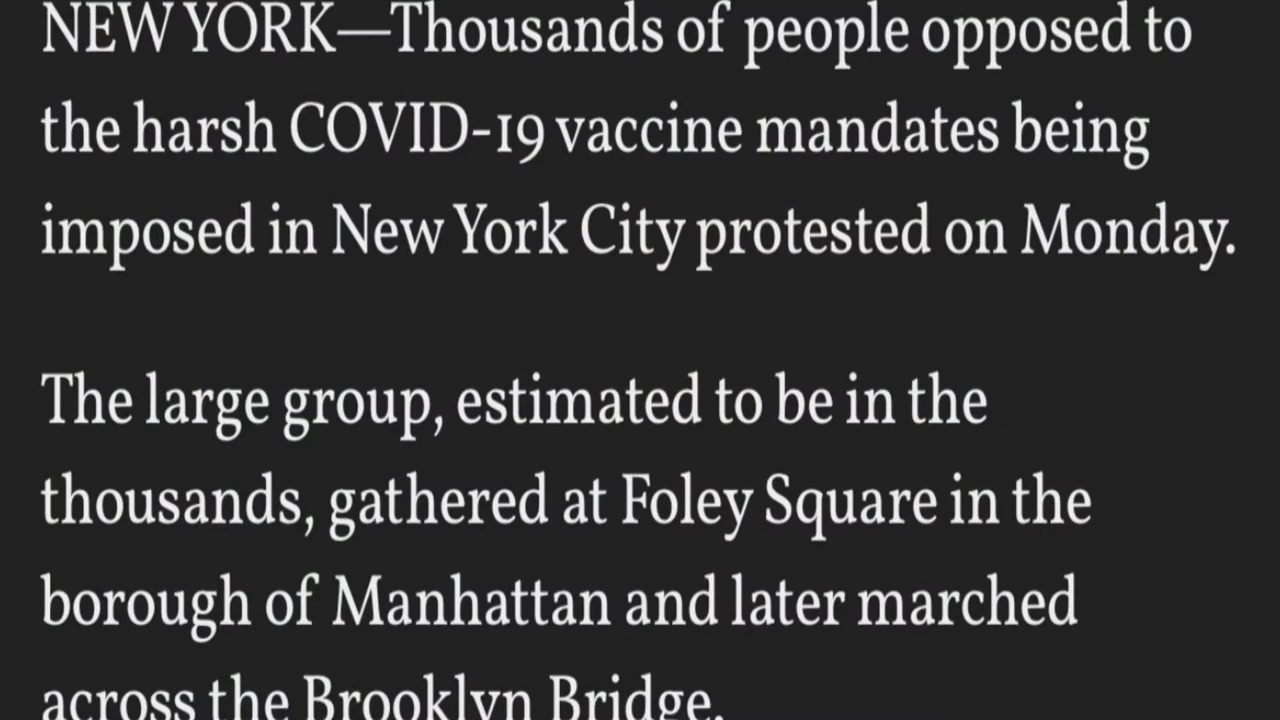 NEW YORK—Thousands of people opposed to
the harsh COVID-19 vaccine mandates being
imposed in New York City protested on Monday.
The large group, estimated to be in the
thousands, gathered at Foley Square in the
borough of Manhattan and later marched
across the Brooklyn Bridge.